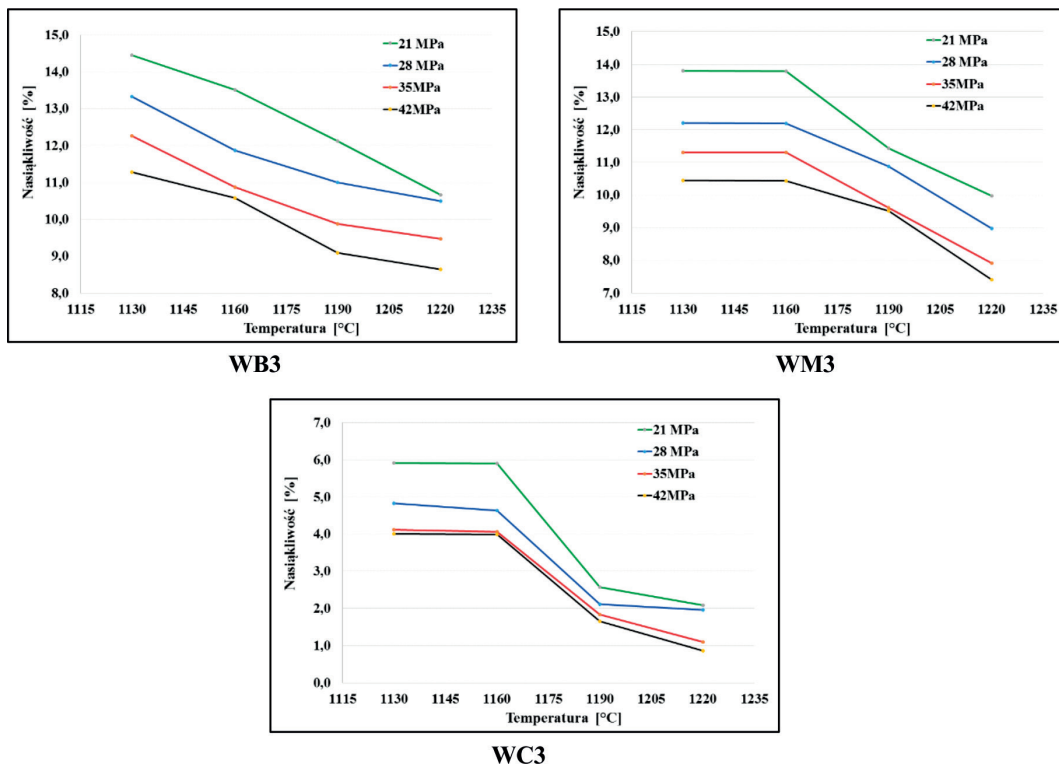 15,0
14,0
13,0
12,0
11,0
10,0
9,0
8,0
Nasiąkliwość [%]
21 MPa
28 MPa
35MPa
42MPa
1115 1130 1145 1160 1175 1190 1205 1220 1235
Temperatura [°C]
WB3
15,0
14,0
13,0
12,0
11,0
10,0
9,0
8,0
7,0
Nasiąkliwość [%]
21 MPa
28 MPa
35MPa
42MPa
1115 1130 1145 1160 1175 1190 1205 1220 1235
Temperatura [°C]
WM3
7,0
6,0
5,0
4,0
3,0
2,0
1,0
0,0
Nasiąkliwość [%]
21 MPa
28 MPa
35MPa
42MPa
1115 1130 1145 1160 1175 1190 1205 1220 1235
Temperatura [°C]
WC3